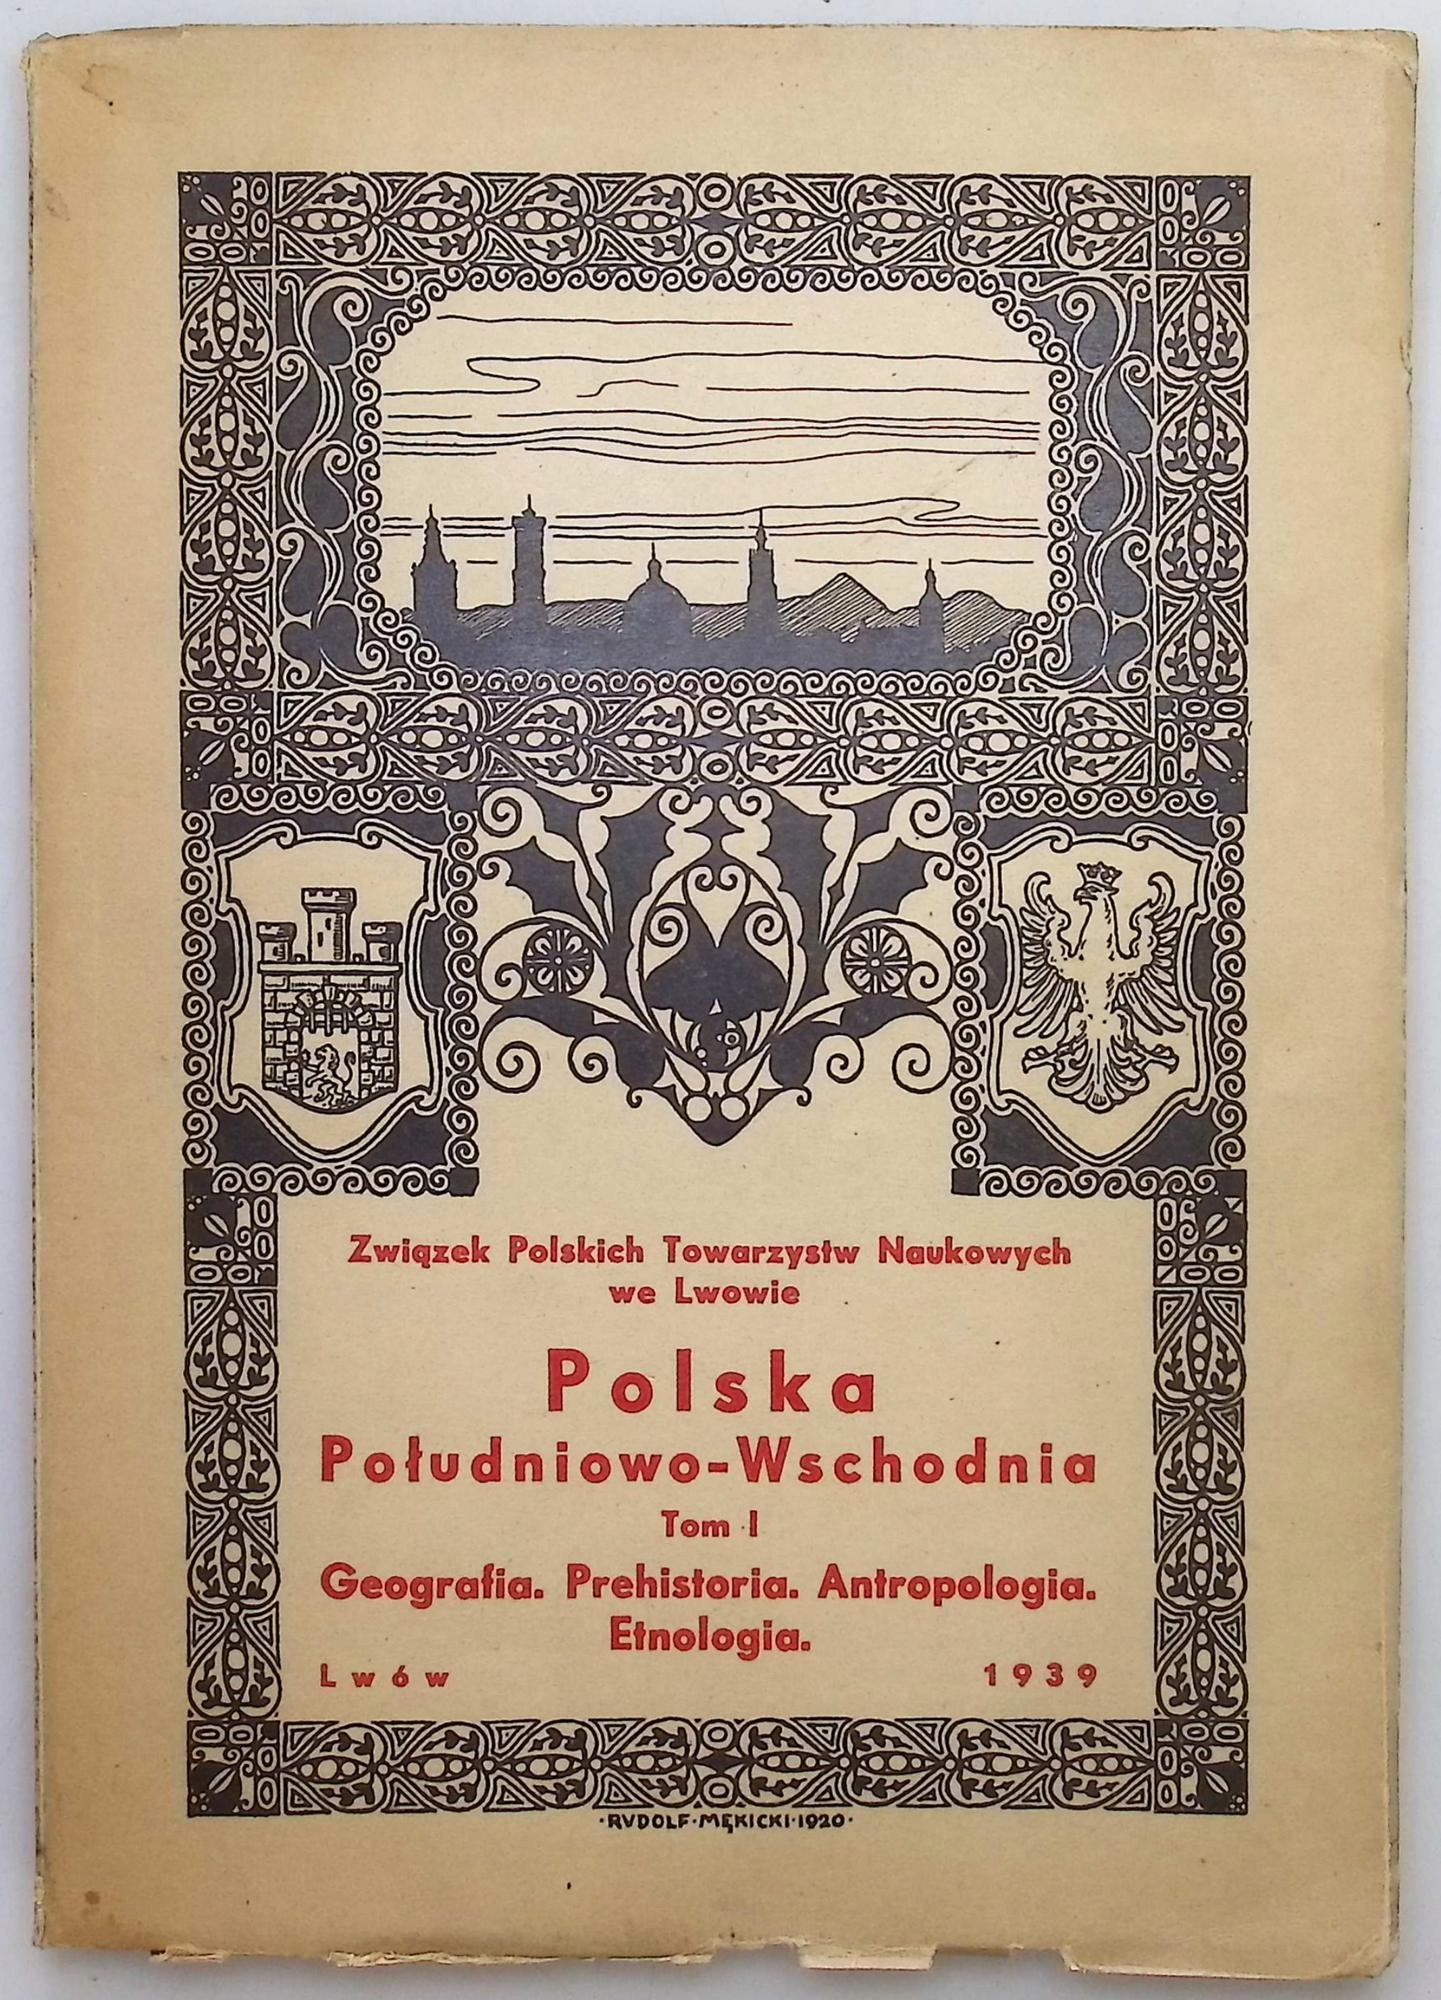 Związek Polskich Towarzystw Naukowych
we Lwowie
Polska
Południowo-Wschodnia
Tom I
Geografia. Prehistoria. Antropologia.
Etnologia.
Lwów 1939
·RVDOLF·MĘKICKI·1920·